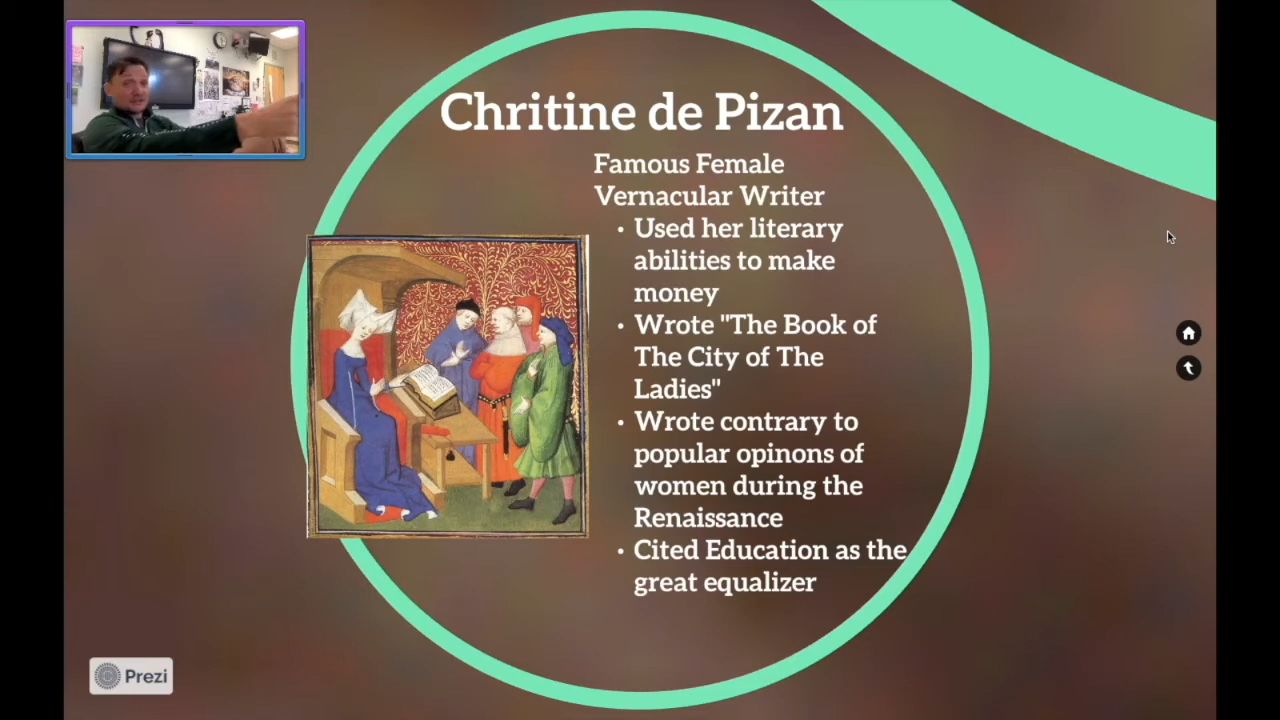 Chritine de Pizan
Famous Female
Vernacular Writer
• Used her literary
abilities to make
money
• Wrote "The Book of
The City of The
Ladies"
• Wrote contrary to
popular opinons of
women during the
Renaissance
• Cited Education as the
great equalizer
Prezi